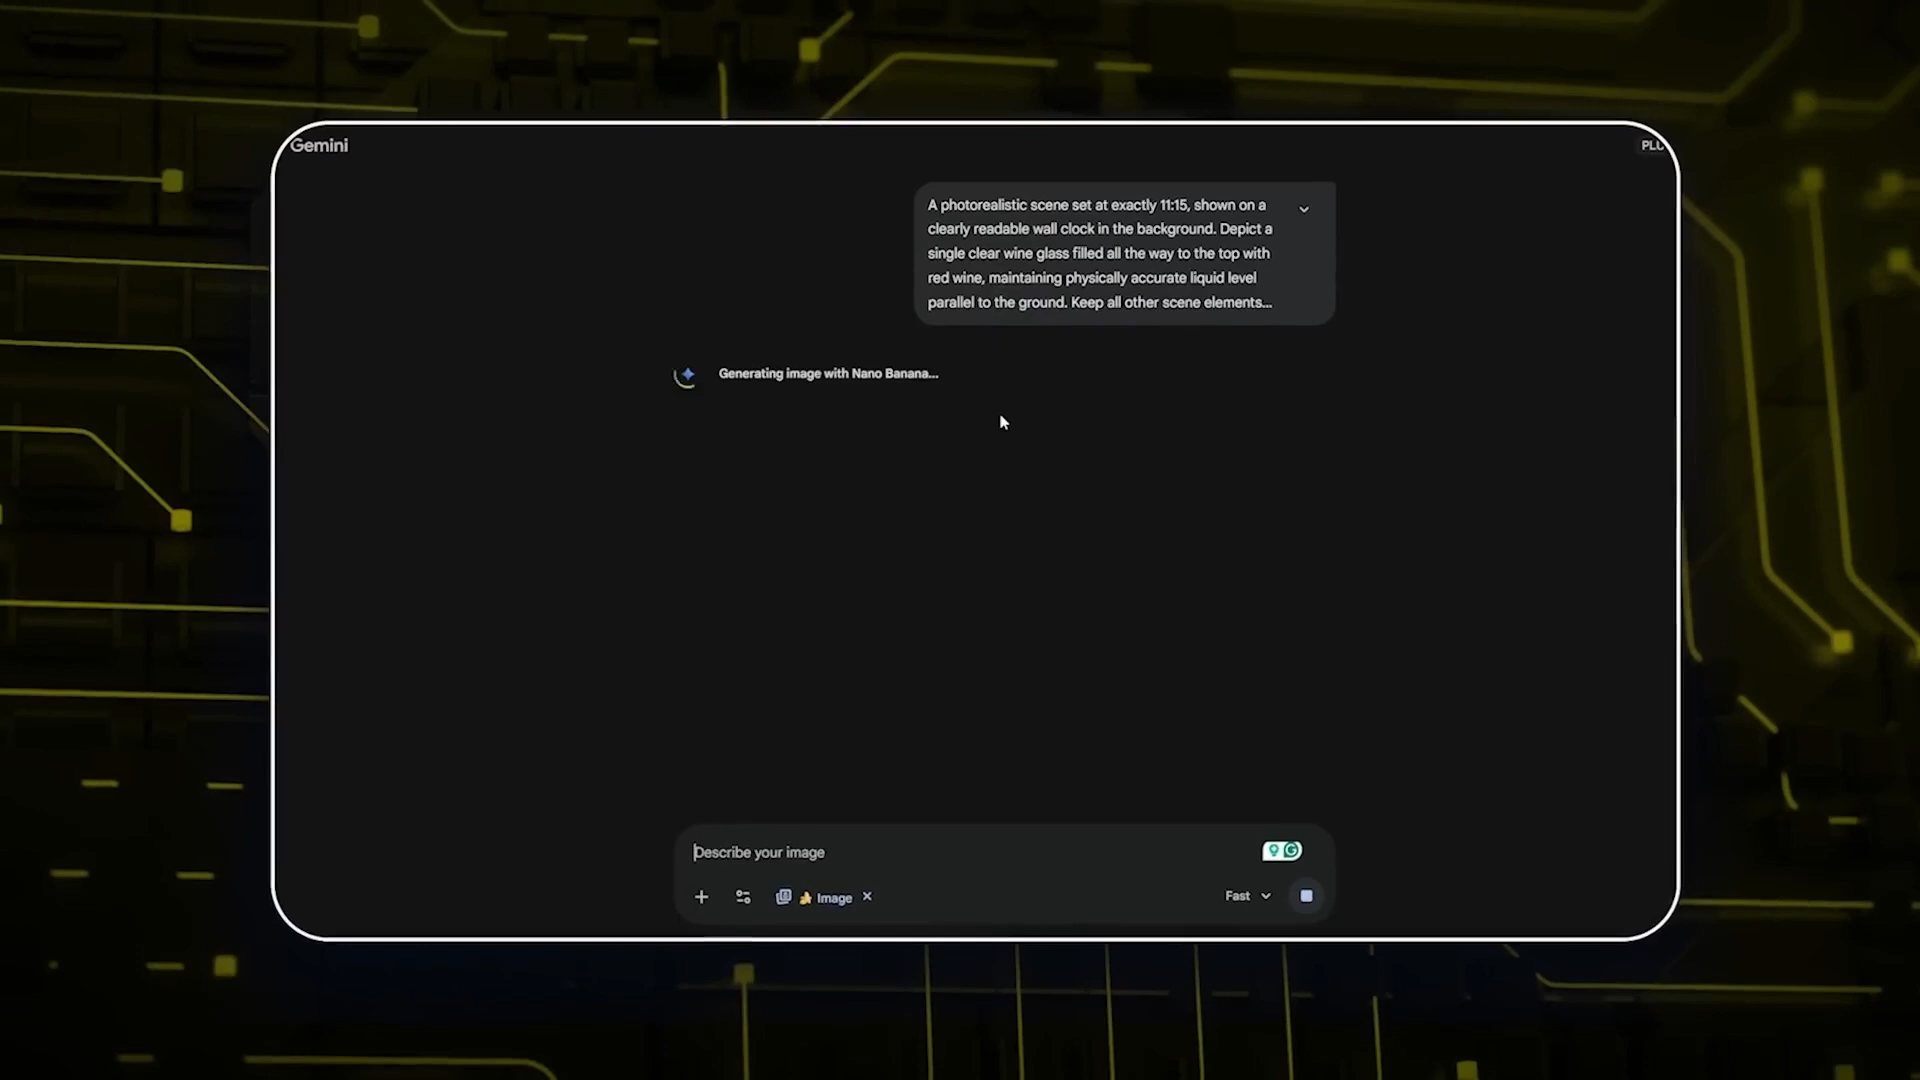 Gemini
A photorealistic scene set at exactly 11:15, shown on a
clearly readable wall clock in the background. Depict a
single clear wine glass filled all the way to the top with
red wine, maintaining physically accurate liquid level
parallel to the ground. Keep all other scene elements...
Generating image with Nano Banana...
Describe your image
Image
Fast